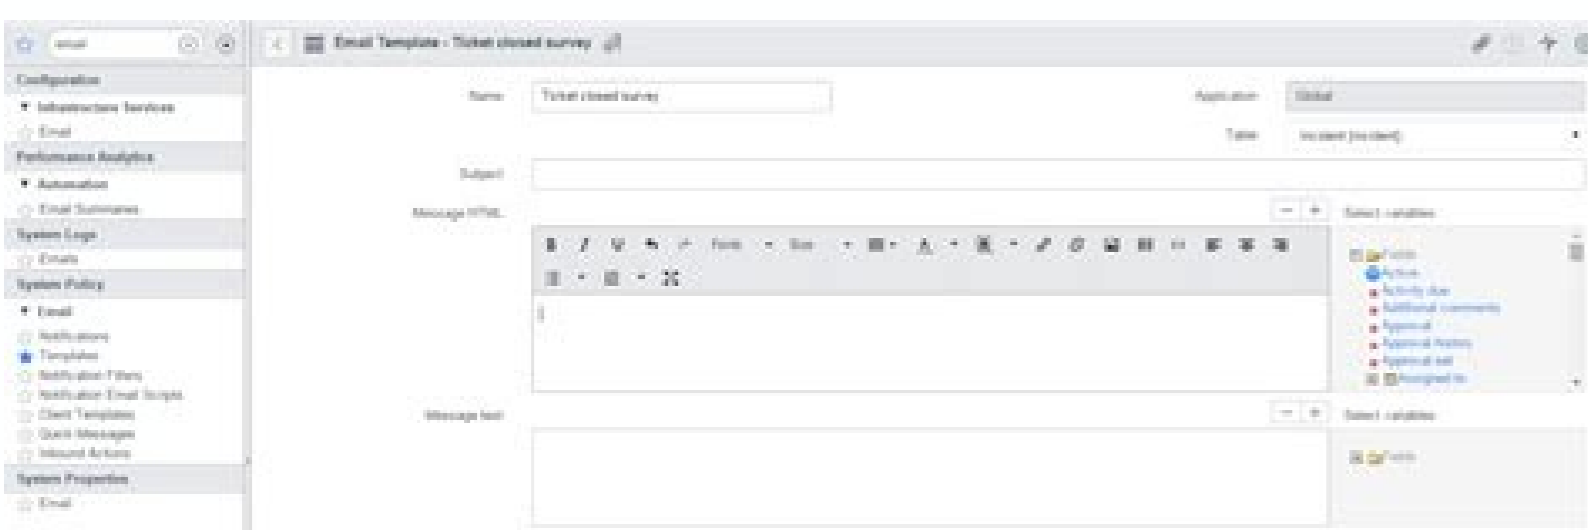 email
Email Template - Ticket closed survey
Configuration
Infrastructure Services
Email
Performance Analytics
Automation
Email Summaries
System Logs
Emails
System Policy
Email
Notifications
Templates
Notification Filters
Notification Email Scripts
Client Templates
Quick Messages
Inbound Actions
System Properties
Email
Name
Ticket closed survey
Application
Global
Table
Incident [incident]
Subject
Message HTML
Select variables
B I U Fonts Size A
Fields
Active
Activity due
Additional comments
Approval
Approval history
Approval set
Assigned to
Message text
Select variables
Fields